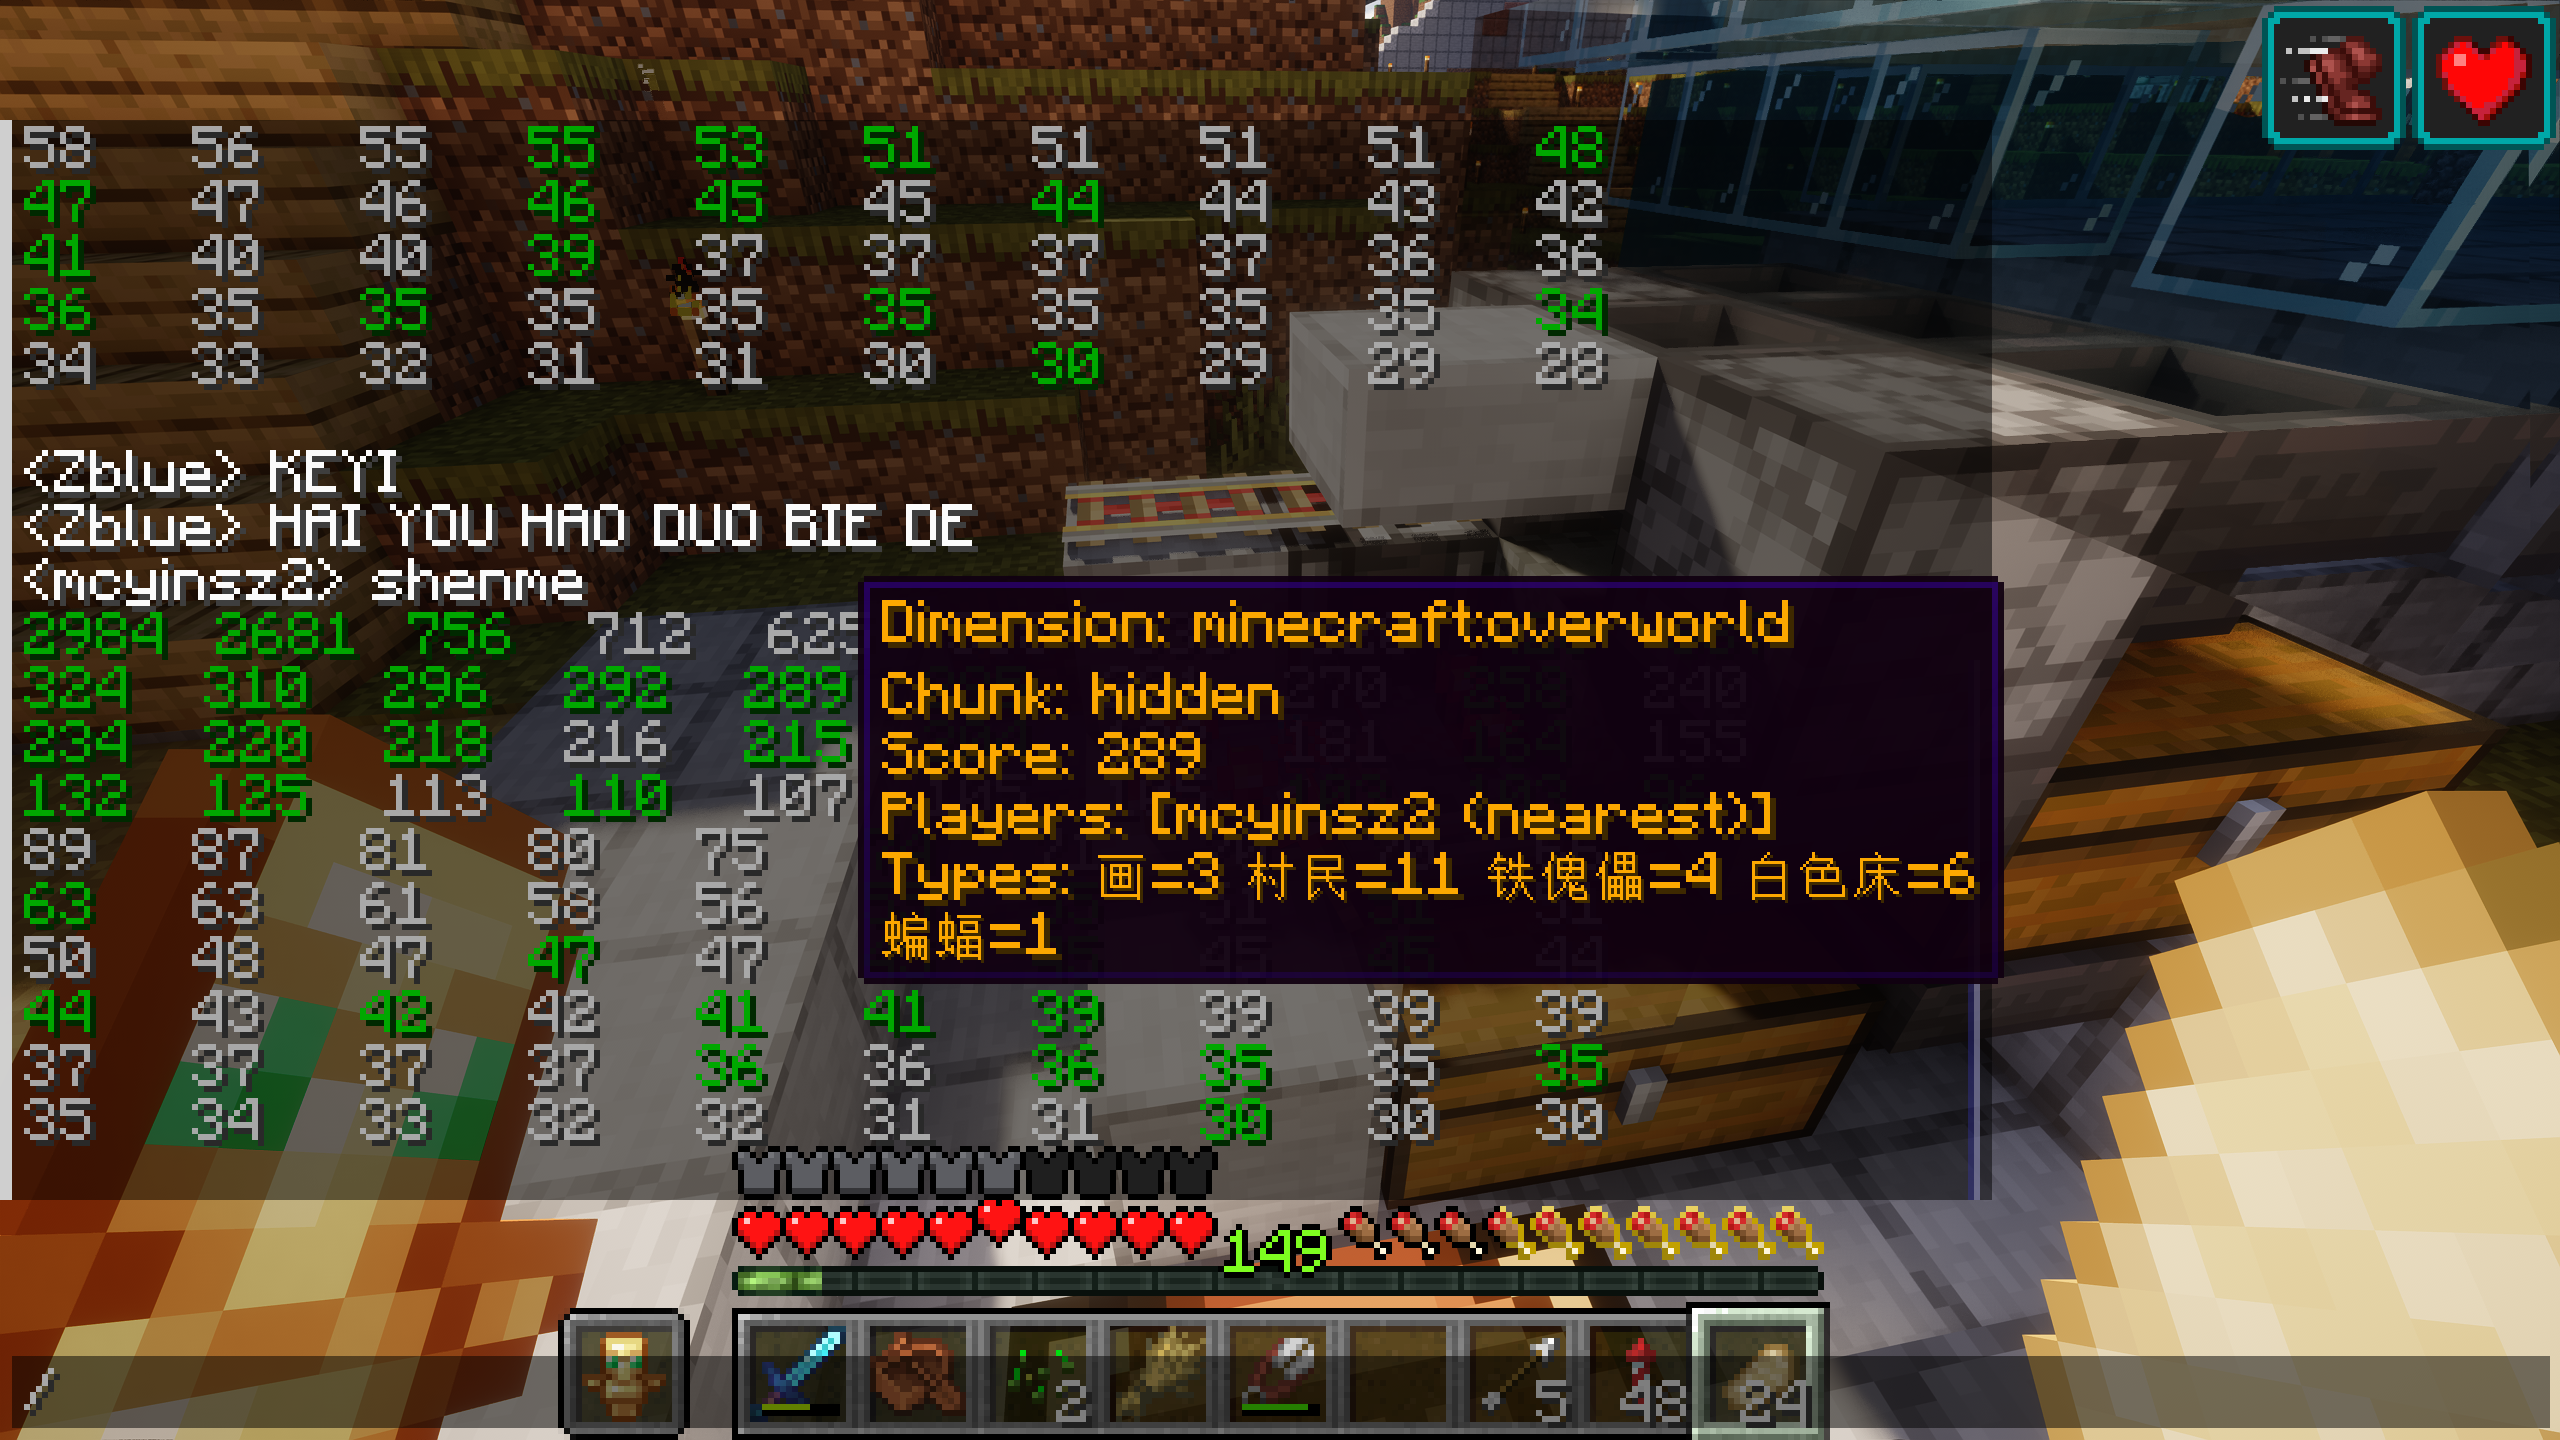 58 56 55 55 53 51 51 51 51 48
47 47 46 46 45 45 44 44 43 42
41 40 40 39 37 37 37 37 36 36
36 35 35 35 35 35 35 35 35 34
34 33 32 31 31 30 30 29 29 28
<Zblue> KEYI
<Zblue> HAI YOU HAO DUO BIE DE
<mcyinsz2> shenme
2984 2681 756 712 625
324 310 296 292 289 270 258 240
234 220 218 216 215 181 164 155
132 125 113 110 107
89 87 81 80 75
63 63 61 58 56
50 48 47 47 47
44 43 42 42 41 41 39 39 39 39
37 37 37 37 36 36 36 35 35 35
35 34 33 32 32 31 31 30 30 30
Dimension: minecraft:overworld
Chunk: hidden
Score: 289
Players: [mcyinsz2 (nearest)]
Types: 画=3 村民=11 铁傀儡=4 白色床=6
蝙蝠=1
149
/
2 5 48 24